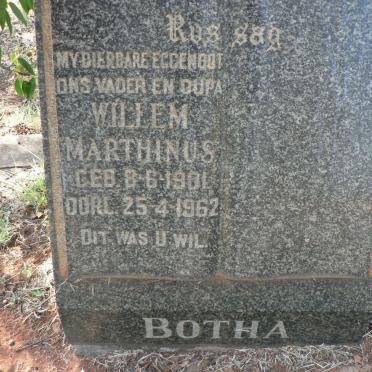 Rus sag
MY DIERBARE EGGENOOT
ONS VADER EN OUPA
WILLEM
MARTHINUS
GEB. 8-6-1901
OORL. 25-4-1962
DIT WAS U WIL.
BOTHA